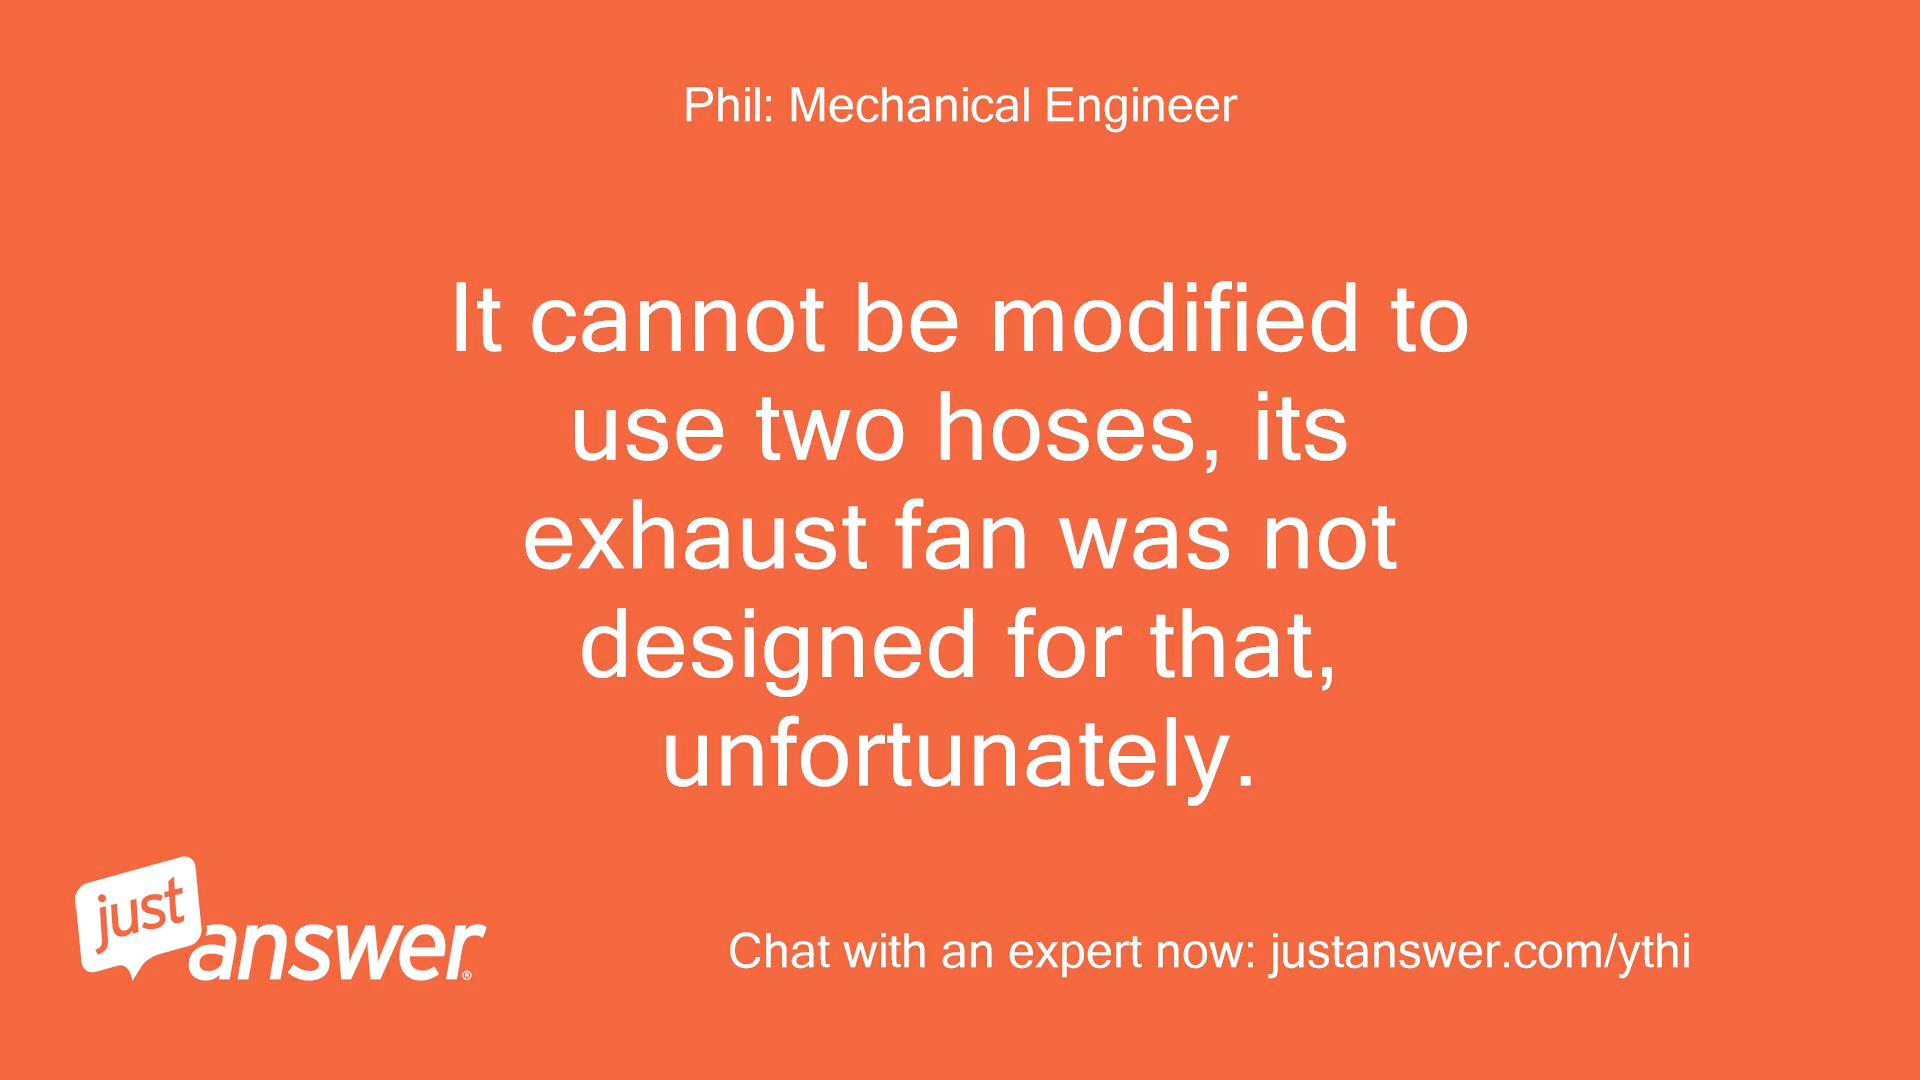 Phil: Mechanical Engineer
It cannot be modified to
use two hoses, its
exhaust fan was not
designed for that,
unfortunately.
just
answer®
Chat with an expert now: justanswer.com/ythi